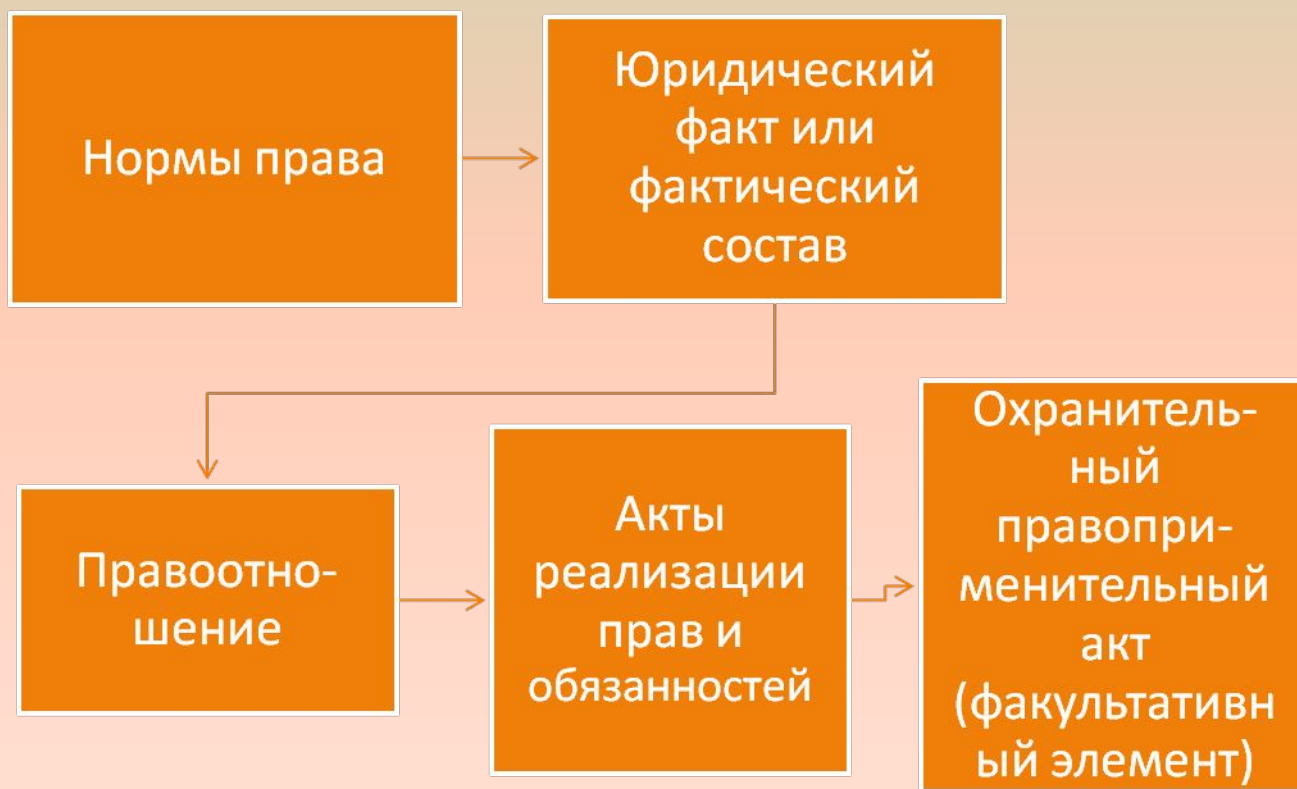 Нормы права
Юридический
факт или
фактический
состав
Правоотно-
шение
Акты
реализации
прав и
обязанностей
Охранитель-
ный
правопри-
менительный
акт
(факультативн
ый элемент)